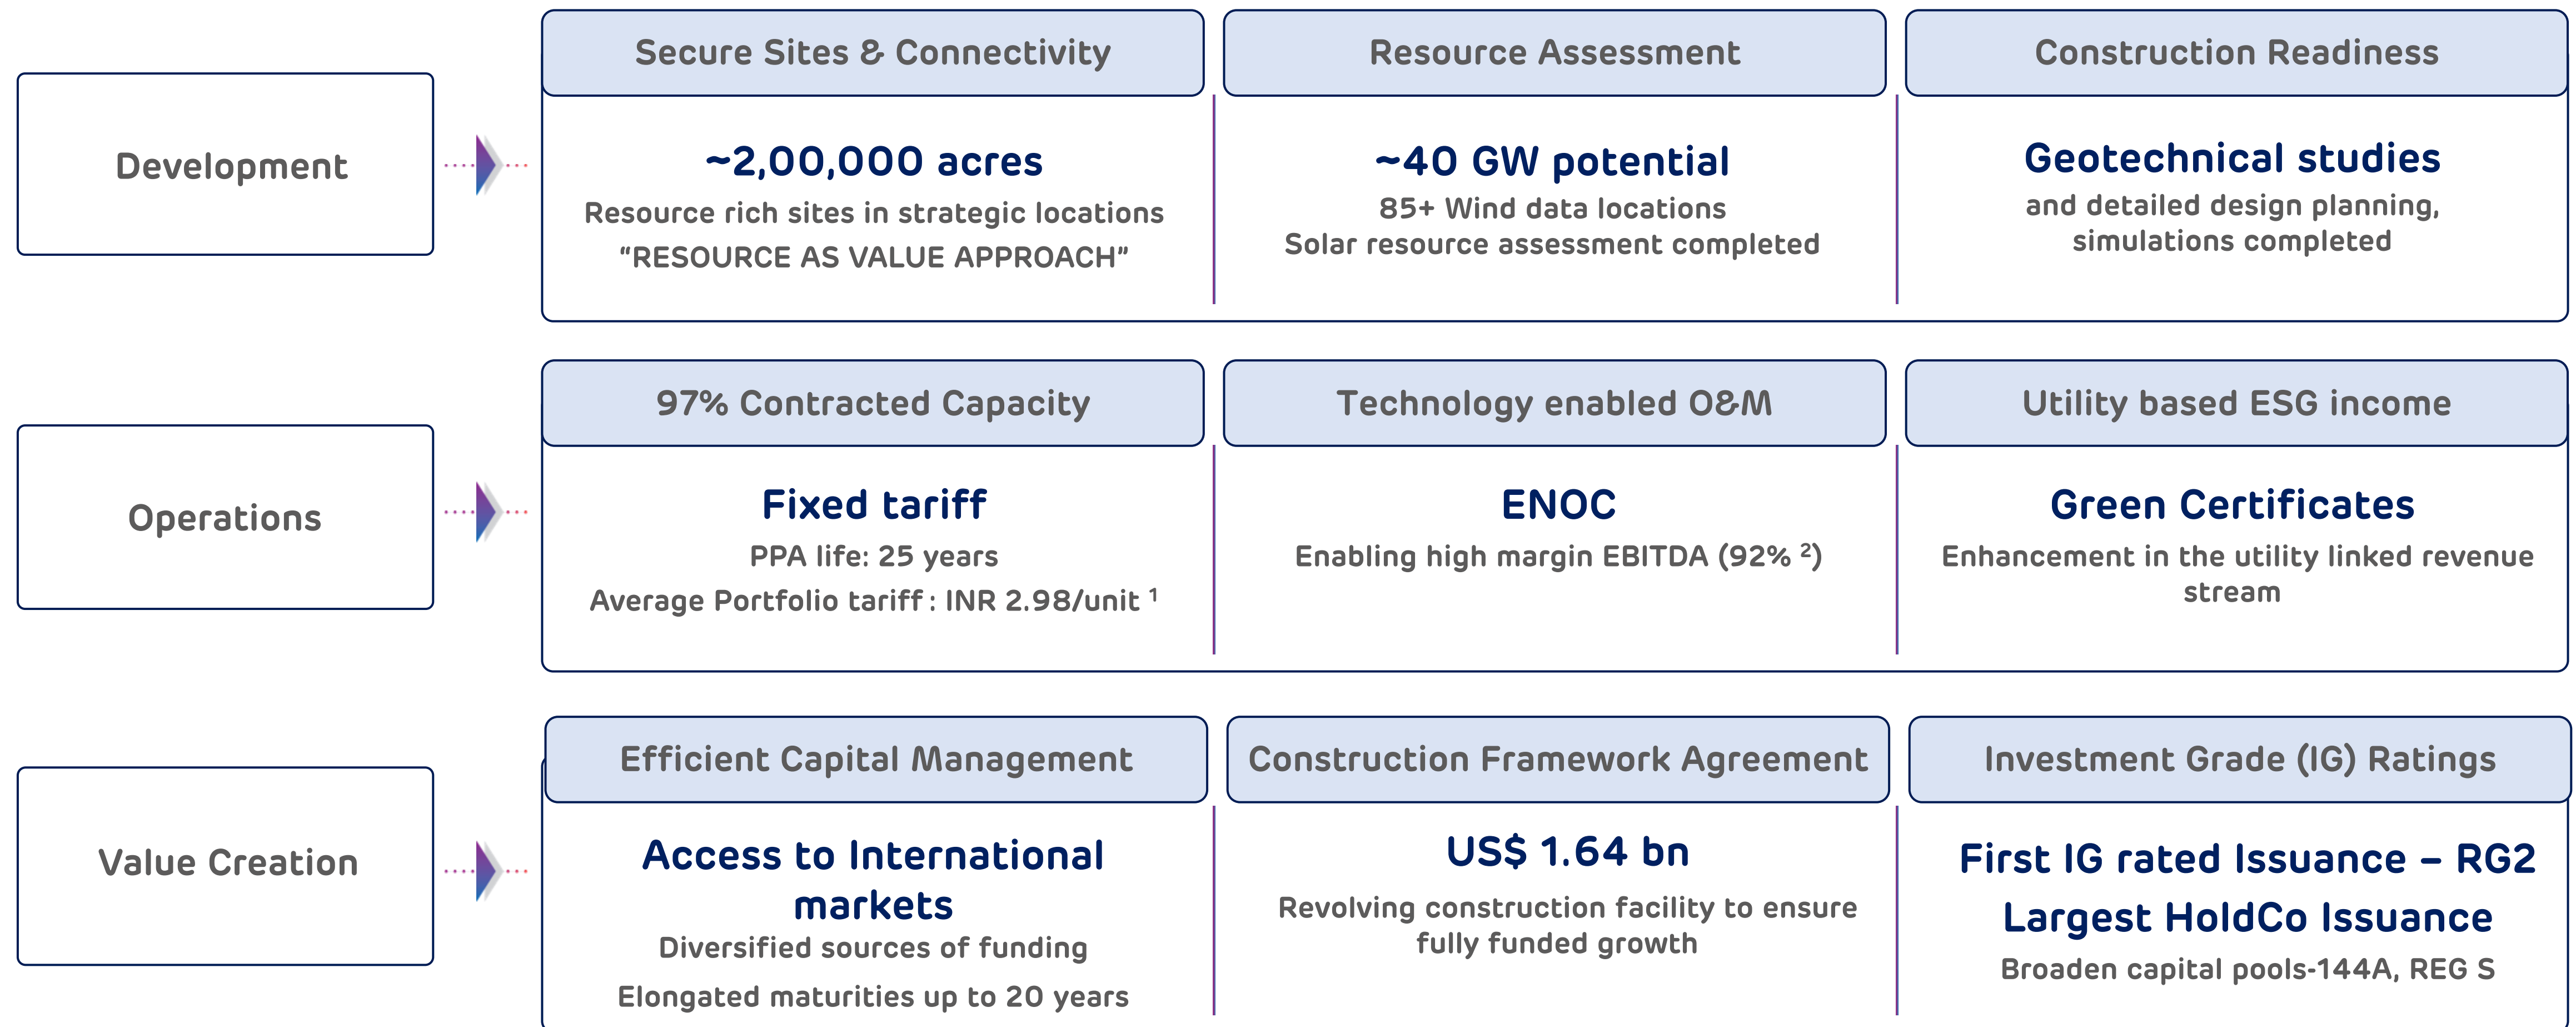 Development
Secure Sites & Connectivity
~2,00,000 acres
Resource rich sites in strategic locations
“RESOURCE AS VALUE APPROACH”
Resource Assessment
~40 GW potential
85+ Wind data locations
Solar resource assessment completed
Construction Readiness
Geotechnical studies
and detailed design planning,
simulations completed
Operations
97% Contracted Capacity
Fixed tariff
PPA life: 25 years
Average Portfolio tariff : INR 2.98/unit ¹
Technology enabled O&M
ENOC
Enabling high margin EBITDA (92% ²)
Utility based ESG income
Green Certificates
Enhancement in the utility linked revenue
stream
Value Creation
Efficient Capital Management
Access to International
markets
Diversified sources of funding
Elongated maturities up to 20 years
Construction Framework Agreement
US$ 1.64 bn
Revolving construction facility to ensure
fully funded growth
Investment Grade (IG) Ratings
First IG rated Issuance – RG2
Largest HoldCo Issuance
Broaden capital pools-144A, REG S